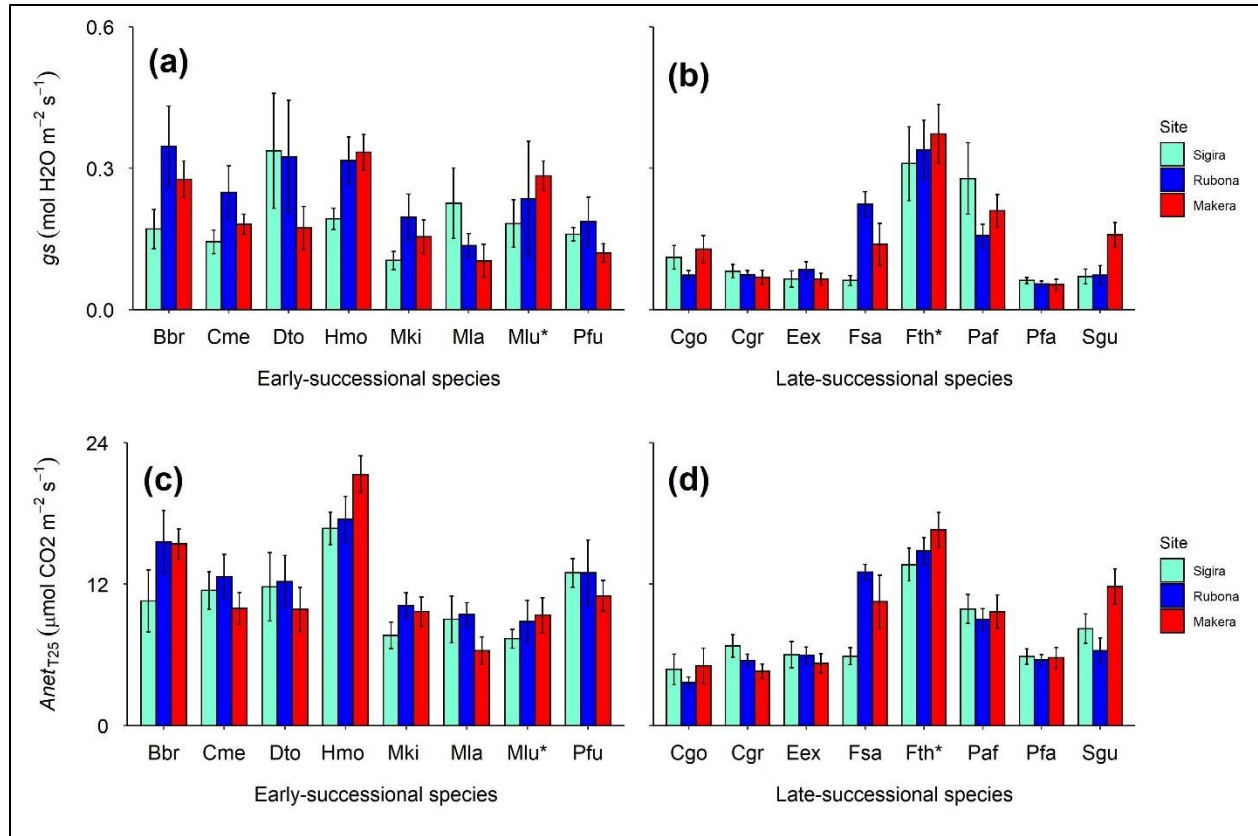 0.6
0.3
0.0
gs (mol H2O m−2 s−1)
(a)
Bbr Cme Dto Hmo Mki Mla Mlu* Pfu
Early-successional species
(b)
Cgo Cgr Eex Fsa Fth* Paf Pfa Sgu
Late-successional species
Site
Sigira
Rubona
Makera
24
12
0
AnetT25 (μmol CO2 m−2 s−1)
(c)
Bbr Cme Dto Hmo Mki Mla Mlu* Pfu
Early-successional species
(d)
Cgo Cgr Eex Fsa Fth* Paf Pfa Sgu
Late-successional species
Site
Sigira
Rubona
Makera